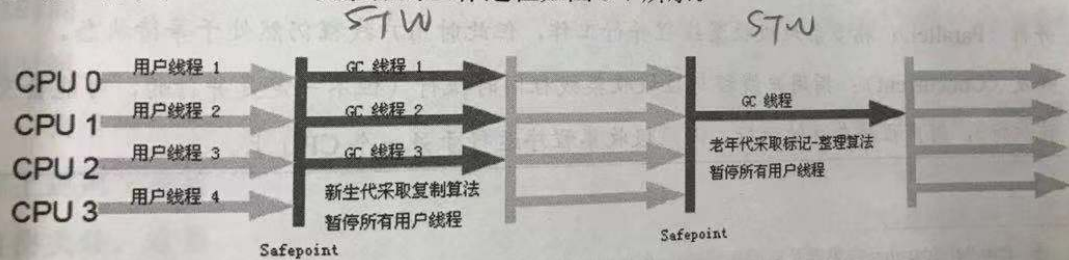 STW
STW
CPU 0
用户线程 1
GC 线程 1
CPU 1
用户线程 2
GC 线程 2
GC 线程
CPU 2
用户线程 3
GC 线程 3
老年代采取标记-整理算法
CPU 3
用户线程 4
新生代采取复制算法
暂停所有用户线程
暂停所有用户线程
Safepoint
Safepoint